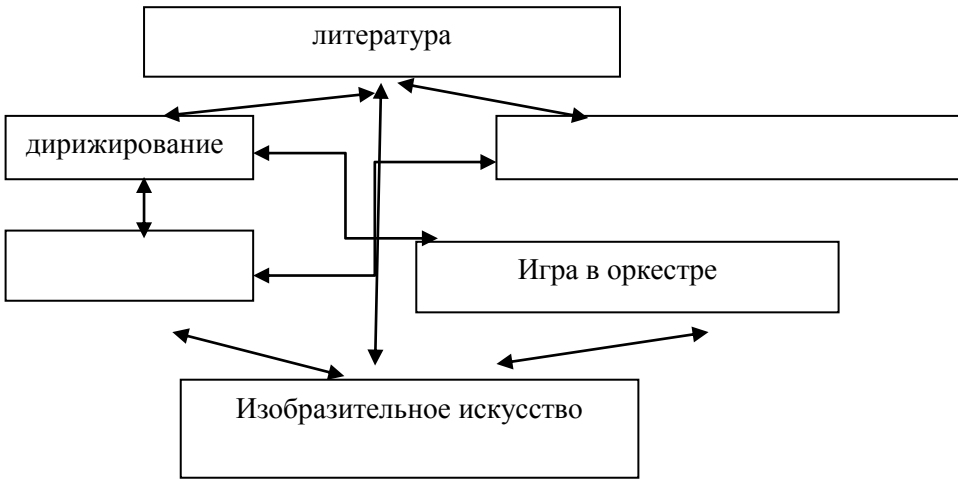 литература
дирижирование
Игра в оркестре
Изобразительное искусство